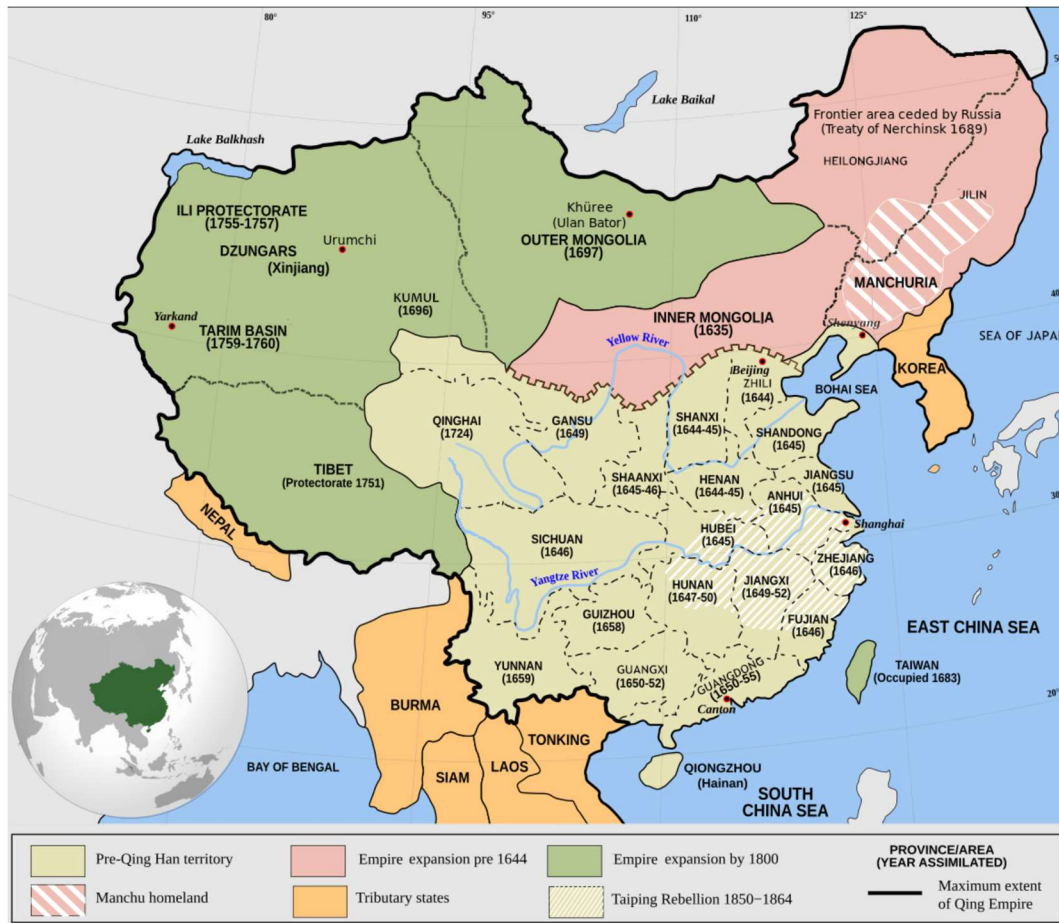 80°
95°
110°
125°
Lake Baikal
Lake Balkhash
Frontier area ceded by Russia
(Treaty of Nerchinsk 1689)
HEILONGJIANG
JILIN
ILI PROTECTORATE
(1755-1757)
Khüree
(Ulan Bator)
Urumchi
OUTER MONGOLIA
(1697)
DZUNGARS
(Xinjiang)
MANCHURIA
KUMUL
(1696)
40
Yarkand
TARIM BASIN
(1759-1760)
INNER MONGOLIA
(1635)
Shenyang
SEA OF JAPA
Yellow River
Beijing
ZHILI
(1644)
KOREA
BOHAI SEA
QINGHAI
(1724)
GANSU
(1649)
SHANXI
(1644-45)
SHANDONG
(1645)
TIBET
(Protectorate 1751)
SHAANXI
(1645-46)
HENAN
(1644-45)
JIANGSU
(1645)
ANHUI
(1645)
30
NEPAL
SICHUAN
(1646)
HUBEI
(1645)
Shanghai
ZHEJIANG
(1646)
Yangtze River
HUNAN
(1647-50)
JIANGXI
(1649-52)
GUIZHOU
(1658)
FUJIAN
(1646)
EAST CHINA SEA
YUNNAN
(1659)
GUANGXI
(1650-52)
GUANGDONG
(1650-55)
TAIWAN
(Occupied 1683)
Canton
20°
BURMA
TONKING
BAY OF BENGAL
SIAM
LAOS
QIONGZHOU
(Hainan)
SOUTH
CHINA SEA
Pre-Qing Han territory
Empire expansion pre 1644
Empire expansion by 1800
PROVINCE/AREA
(YEAR ASSIMILATED)
Manchu homeland
Tributary states
Taiping Rebellion 1850−1864
Maximum extent
of Qing Empire